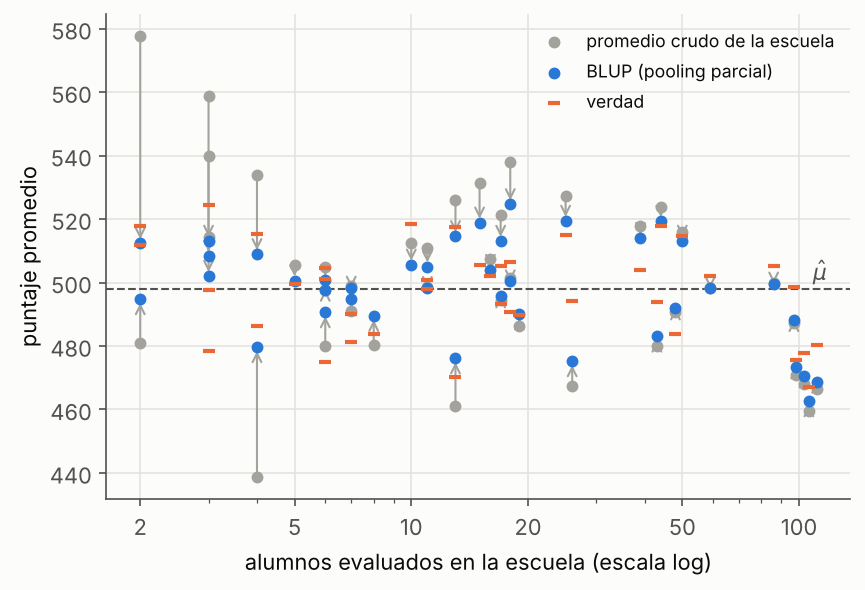 promedio crudo de la escuela
BLUP (pooling parcial)
verdad
580
560
540
520
500
480
460
440
μ̂
puntaje promedio
2
5
10
20
50
100
alumnos evaluados en la escuela (escala log)